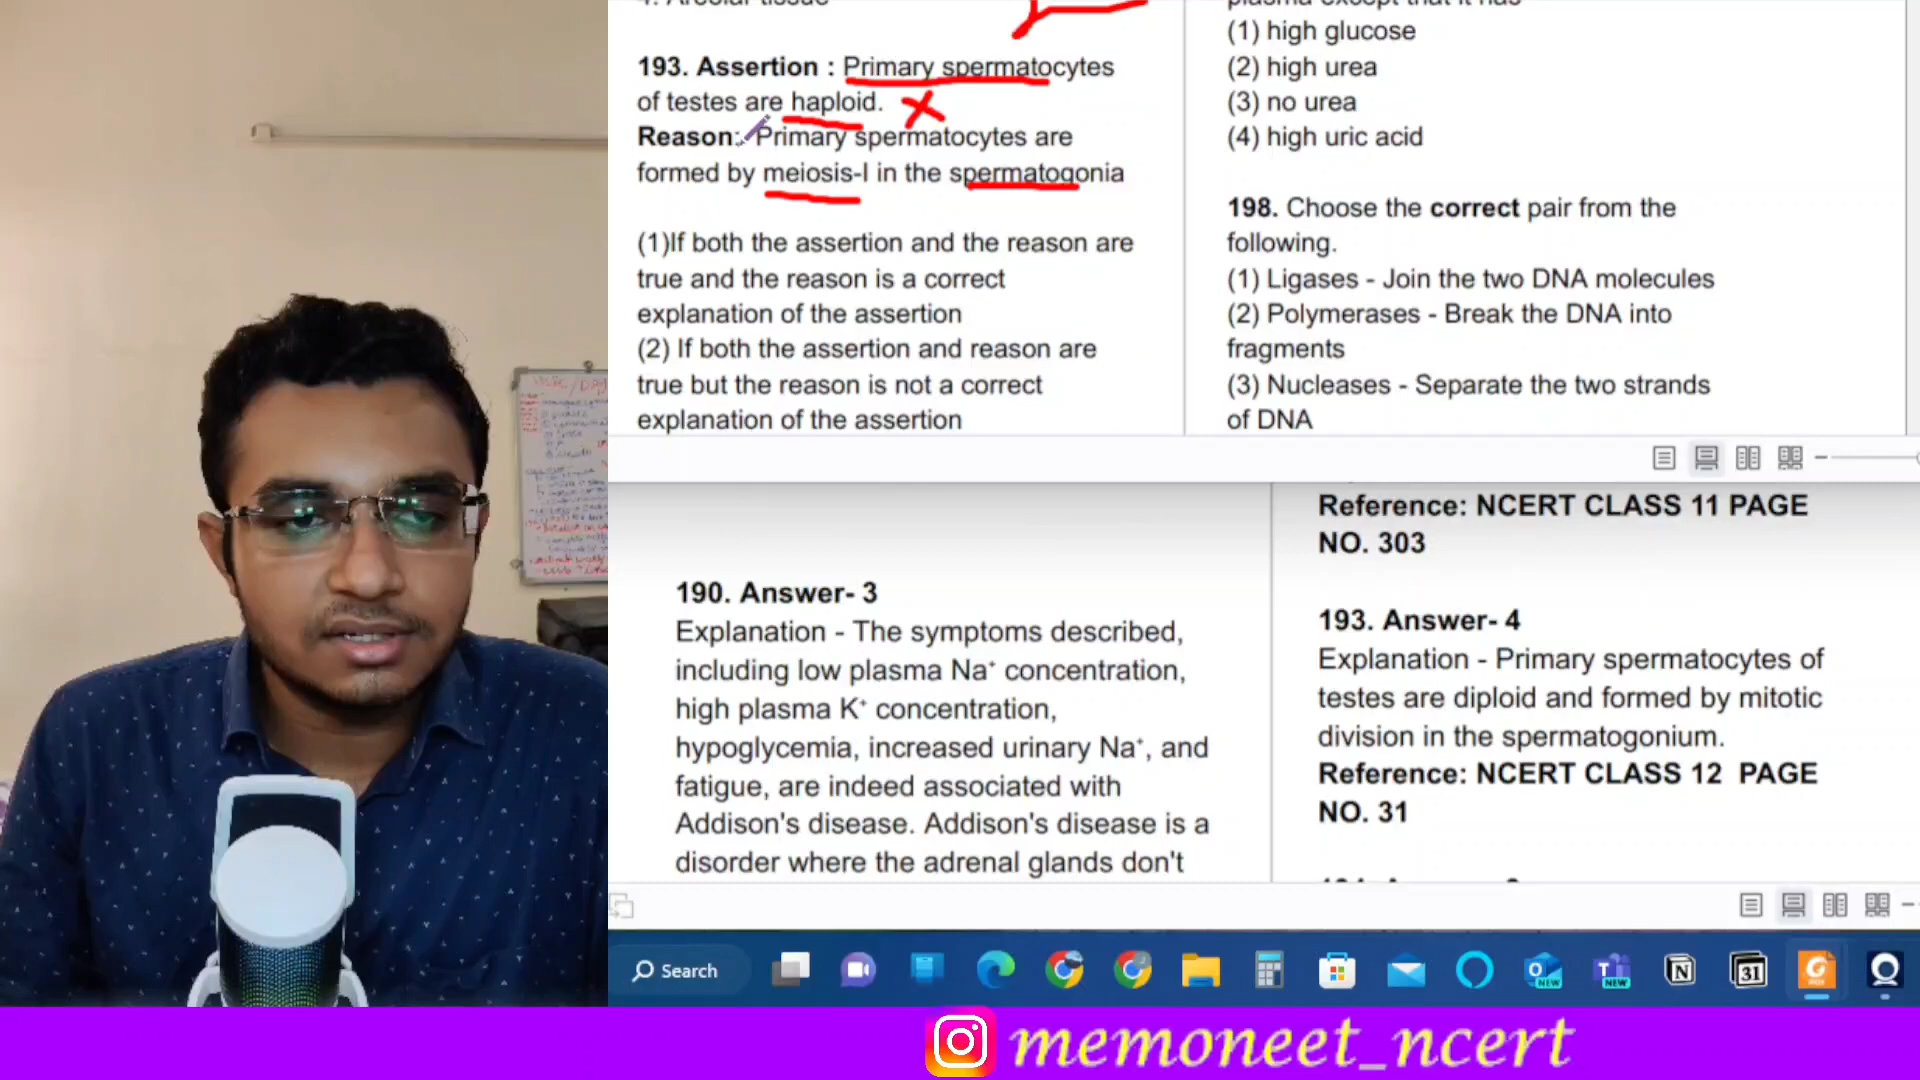 193. Assertion : Primary spermatocytes
of testes are haploid.
Reason: Primary spermatocytes are
formed by meiosis-I in the spermatogonia
(1)If both the assertion and the reason are
true and the reason is a correct
explanation of the assertion
(2) If both the assertion and reason are
true but the reason is not a correct
explanation of the assertion
(1) high glucose
(2) high urea
(3) no urea
(4) high uric acid
198. Choose the correct pair from the
following.
(1) Ligases - Join the two DNA molecules
(2) Polymerases - Break the DNA into
fragments
(3) Nucleases - Separate the two strands
of DNA
190. Answer- 3
Explanation - The symptoms described,
including low plasma Na⁺ concentration,
high plasma K⁺ concentration,
hypoglycemia, increased urinary Na⁺, and
fatigue, are indeed associated with
Addison's disease. Addison's disease is a
disorder where the adrenal glands don't
Reference: NCERT CLASS 11 PAGE
NO. 303
193. Answer- 4
Explanation - Primary spermatocytes of
testes are diploid and formed by mitotic
division in the spermatogonium.
Reference: NCERT CLASS 12 PAGE
NO. 31
Search
NEW
NEW
31
memoneet_ncert